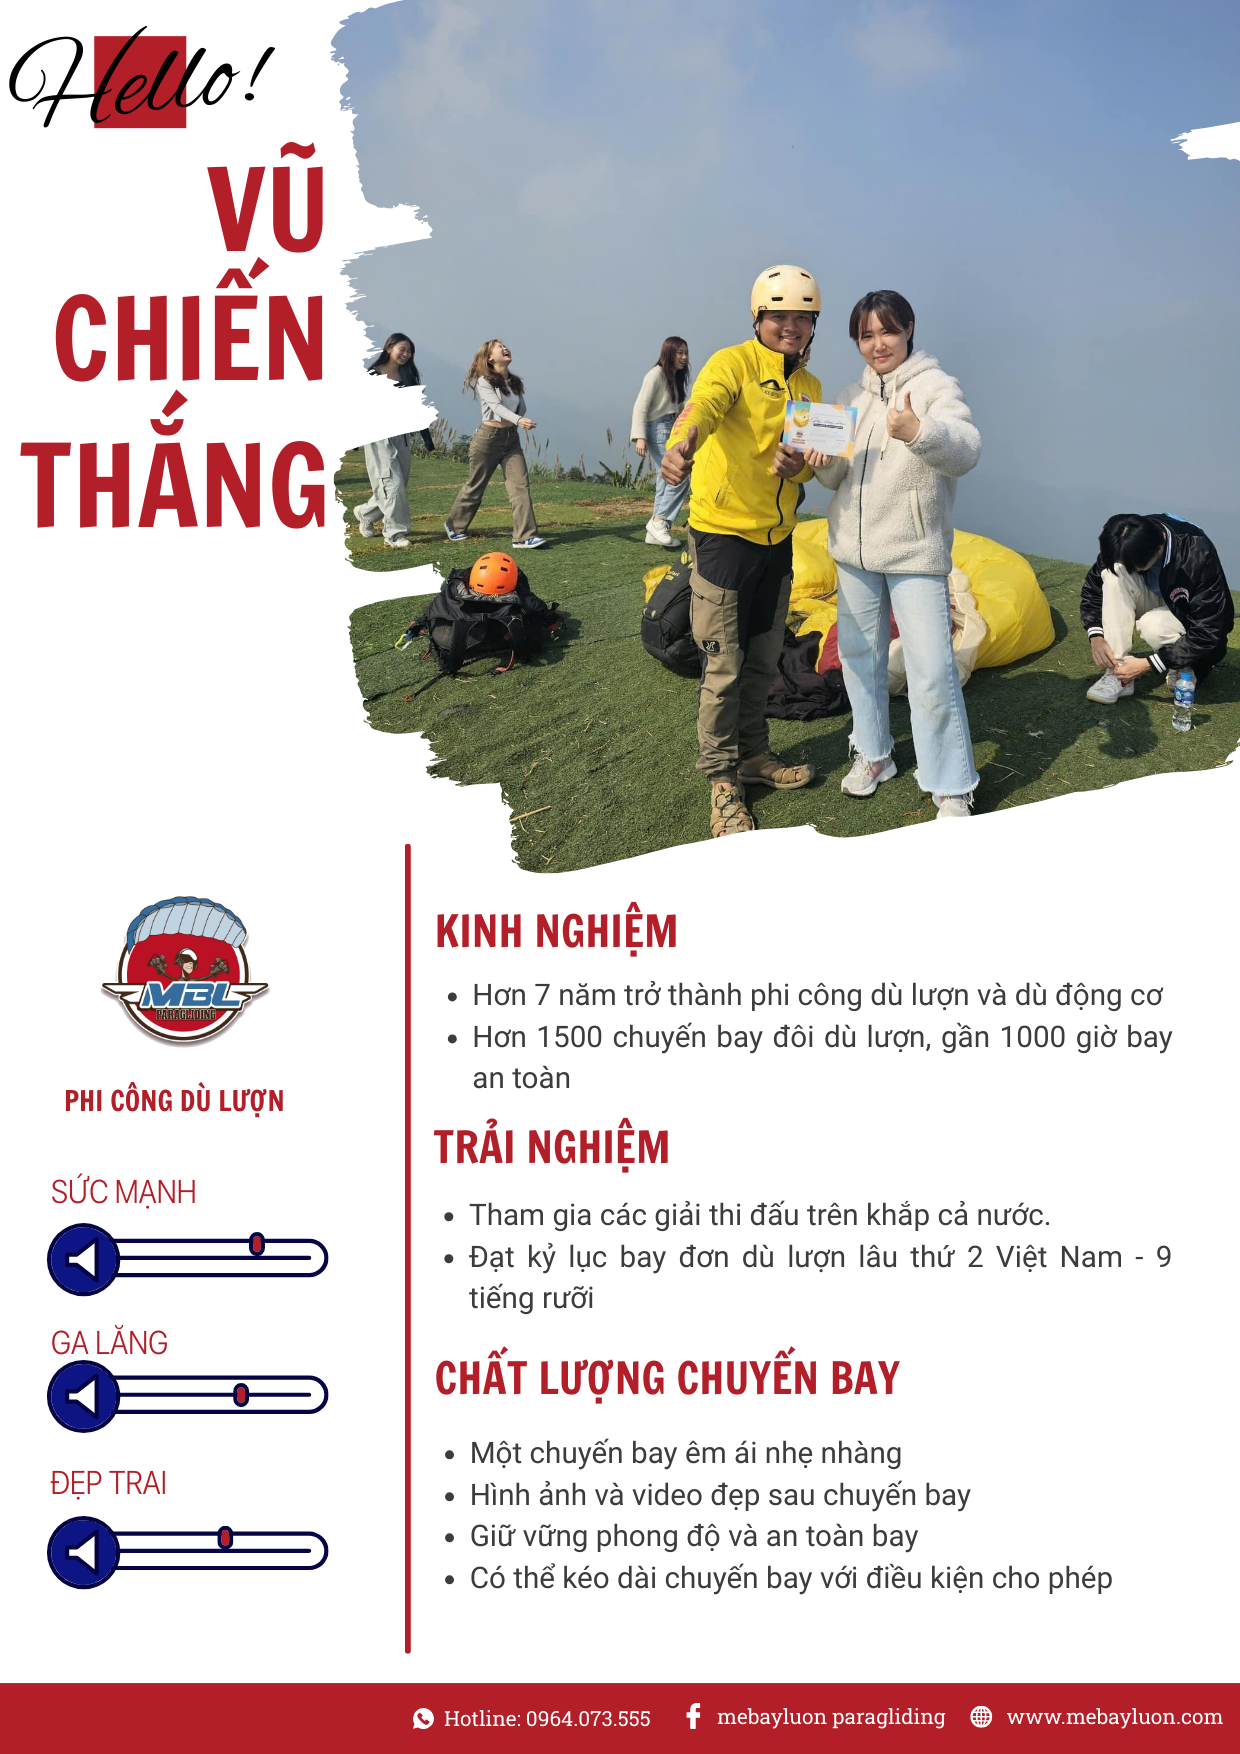 Hello!
VŨ
CHIẾN
THẮNG
MBL
PARAGLIDING
PHI CÔNG DÙ LƯỢN
SỨC MẠNH
GA LĂNG
ĐẸP TRAI
KINH NGHIỆM
Hơn 7 năm trở thành phi công dù lượn và dù động cơ
Hơn 1500 chuyến bay đôi dù lượn, gần 1000 giờ bay
an toàn
TRẢI NGHIỆM
Tham gia các giải thi đấu trên khắp cả nước.
Đạt kỷ lục bay đơn dù lượn lâu thứ 2 Việt Nam - 9
tiếng rưỡi
CHẤT LƯỢNG CHUYẾN BAY
Một chuyến bay êm ái nhẹ nhàng
Hình ảnh và video đẹp sau chuyến bay
Giữ vững phong độ và an toàn bay
Có thể kéo dài chuyến bay với điều kiện cho phép
Hotline: 0964.073.555
mebayluon paragliding
www.mebayluon.com